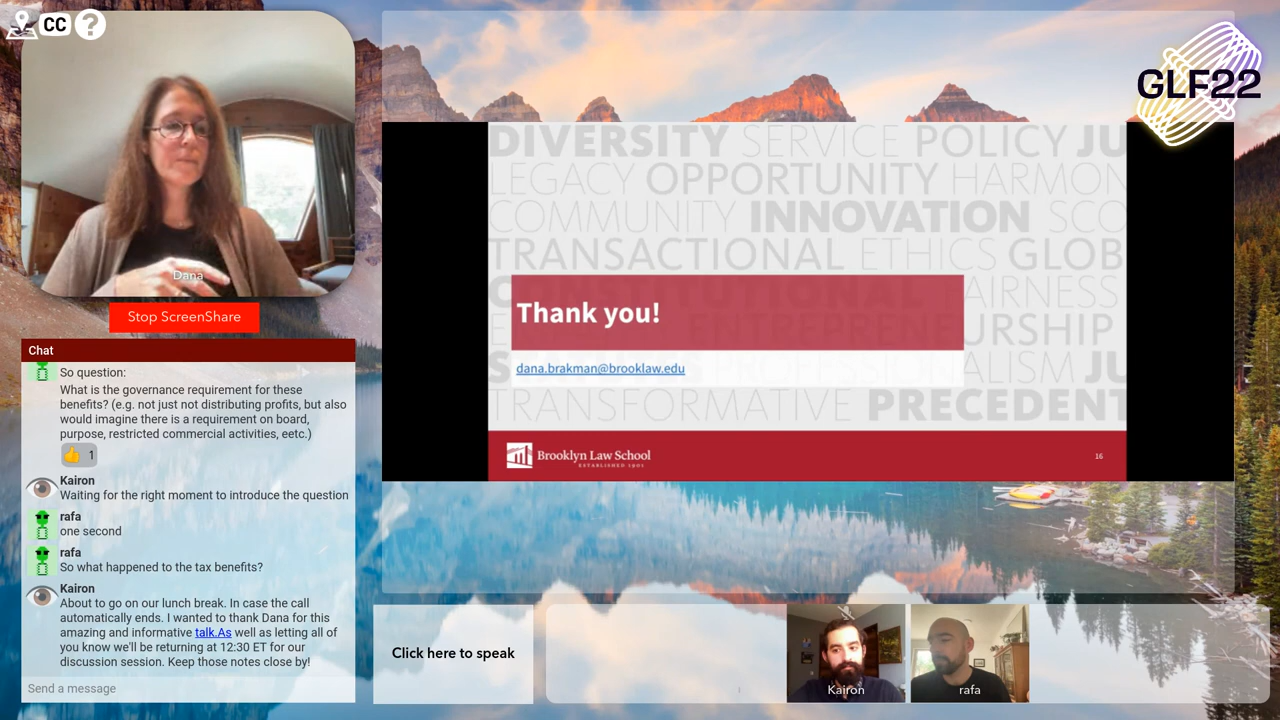 CC ?
GLF22
Dana
Stop ScreenShare
Chat
So question:
What is the governance requirement for these
benefits? (e.g. not just not distributing profits, but also
would imagine there is a requirement on board,
purpose, restricted commercial activities, eetc.)
1
Kairon
Waiting for the right moment to introduce the question
rafa
one second
rafa
So what happened to the tax benefits?
Kairon
About to go on our lunch break. In case the call
automatically ends. I wanted to thank Dana for this
amazing and informative talk.As well as letting all of
you know we'll be returning at 12:30 ET for our
discussion session. Keep those notes close by!
Send a message
DIVERSITY SERVICE POLICY JU
LEGACY OPPORTUNITY HARMON
COMMUNITY INNOVATION SCO
TRANSACTIONAL ETHICS GLOB
AIRNESS
Thank you!
URSHIP
dana.brakman@brooklaw.edu
ALISM JU
TRANSFORMATIVE PRECEDENT
Brooklyn Law School
ESTABLISHED 1901
16
Click here to speak
Kairon
rafa